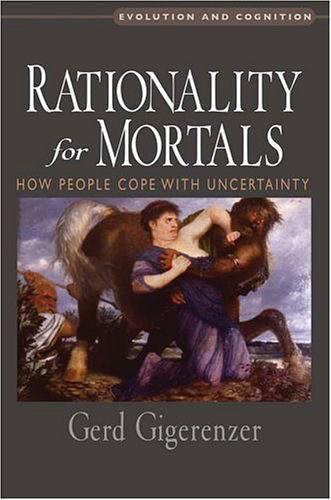 EVOLUTION AND COGNITION
RATIONALITY
for MORTALS
HOW PEOPLE COPE WITH UNCERTAINTY
Gerd Gigerenzer